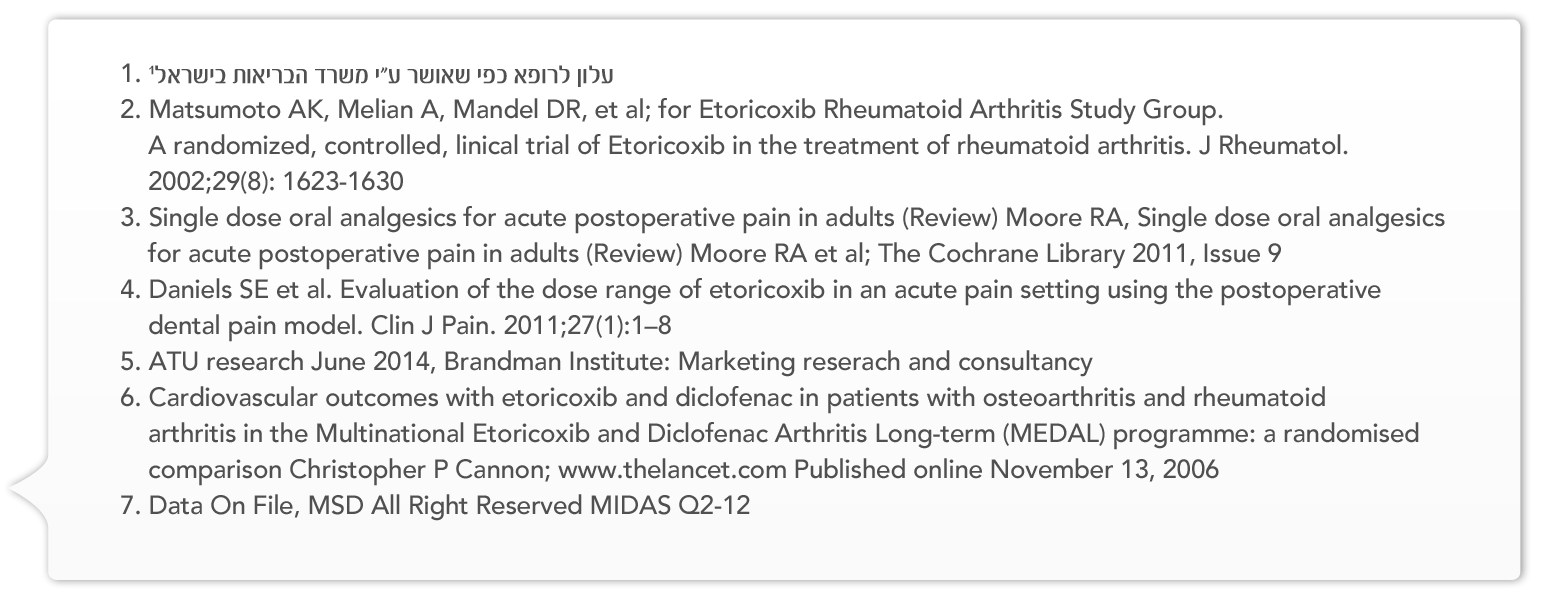 1. עלון לרופא כפי שאושר ע״י משרד הבריאות בישראל'¹
2. Matsumoto AK, Melian A, Mandel DR, et al; for Etoricoxib Rheumatoid Arthritis Study Group.
A randomized, controlled, linical trial of Etoricoxib in the treatment of rheumatoid arthritis. J Rheumatol.
2002;29(8): 1623-1630
3. Single dose oral analgesics for acute postoperative pain in adults (Review) Moore RA, Single dose oral analgesics
for acute postoperative pain in adults (Review) Moore RA et al; The Cochrane Library 2011, Issue 9
4. Daniels SE et al. Evaluation of the dose range of etoricoxib in an acute pain setting using the postoperative
dental pain model. Clin J Pain. 2011;27(1):1–8
5. ATU research June 2014, Brandman Institute: Marketing reserach and consultancy
6. Cardiovascular outcomes with etoricoxib and diclofenac in patients with osteoarthritis and rheumatoid
arthritis in the Multinational Etoricoxib and Diclofenac Arthritis Long-term (MEDAL) programme: a randomised
comparison Christopher P Cannon; www.thelancet.com Published online November 13, 2006
7. Data On File, MSD All Right Reserved MIDAS Q2-12